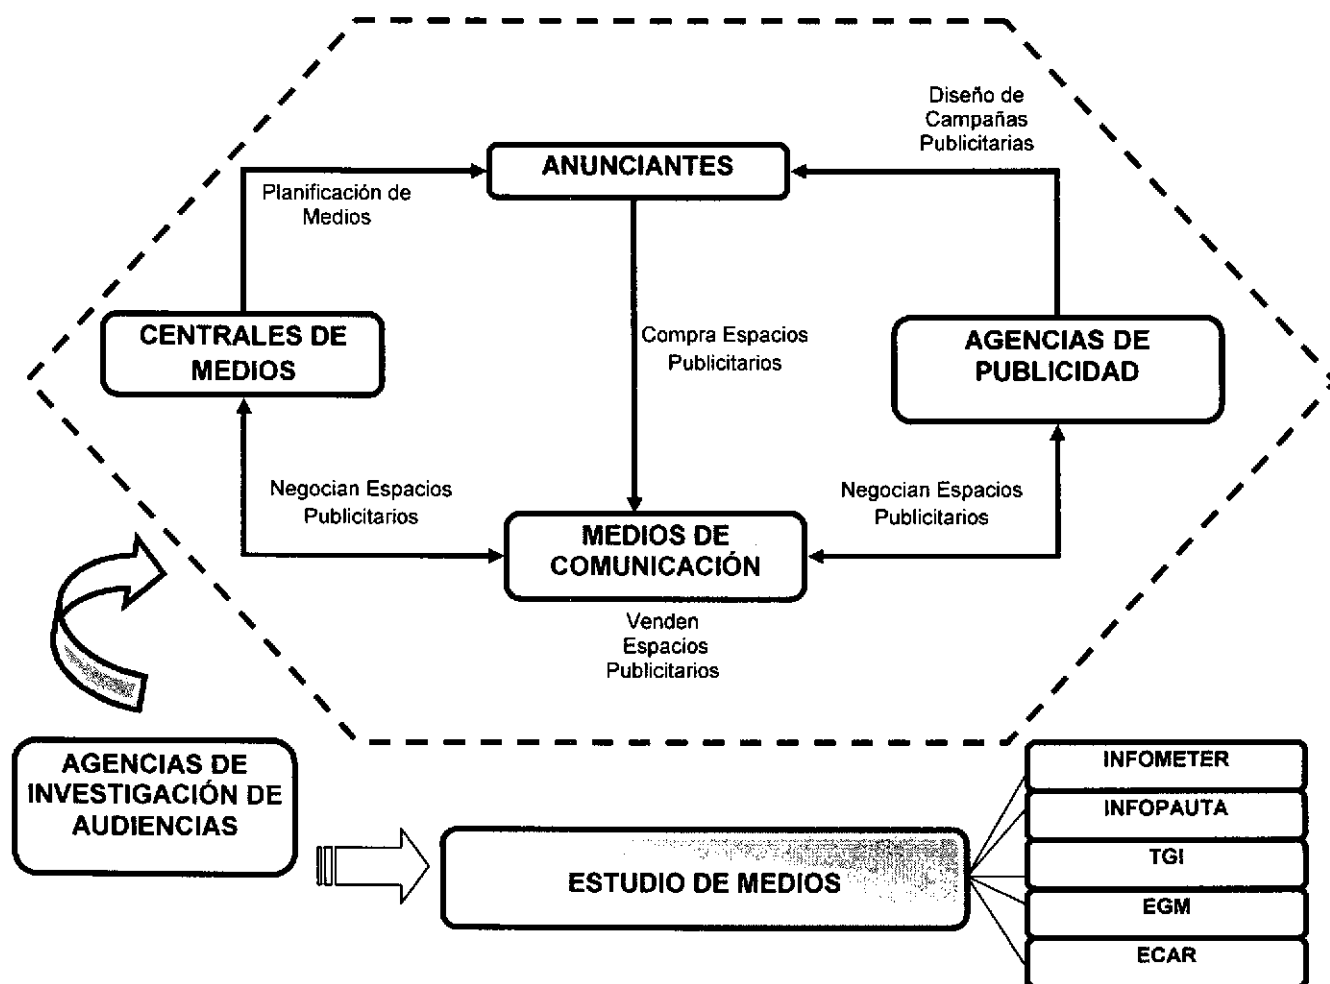 Diseño de
Campañas
Publicitarias
ANUNCIANTES
Planificación de
Medios
CENTRALES DE
MEDIOS
Compra Espacios
Publicitarios
AGENCIAS DE
PUBLICIDAD
Negocian Espacios
Publicitarios
Negocian Espacios
Publicitarios
MEDIOS DE
COMUNICACIÓN
Venden
Espacios
Publicitarios
AGENCIAS DE
INVESTIGACIÓN DE
AUDIENCIAS
ESTUDIO DE MEDIOS
INFOMETER
INFOPAUTA
TGI
EGM
ECAR